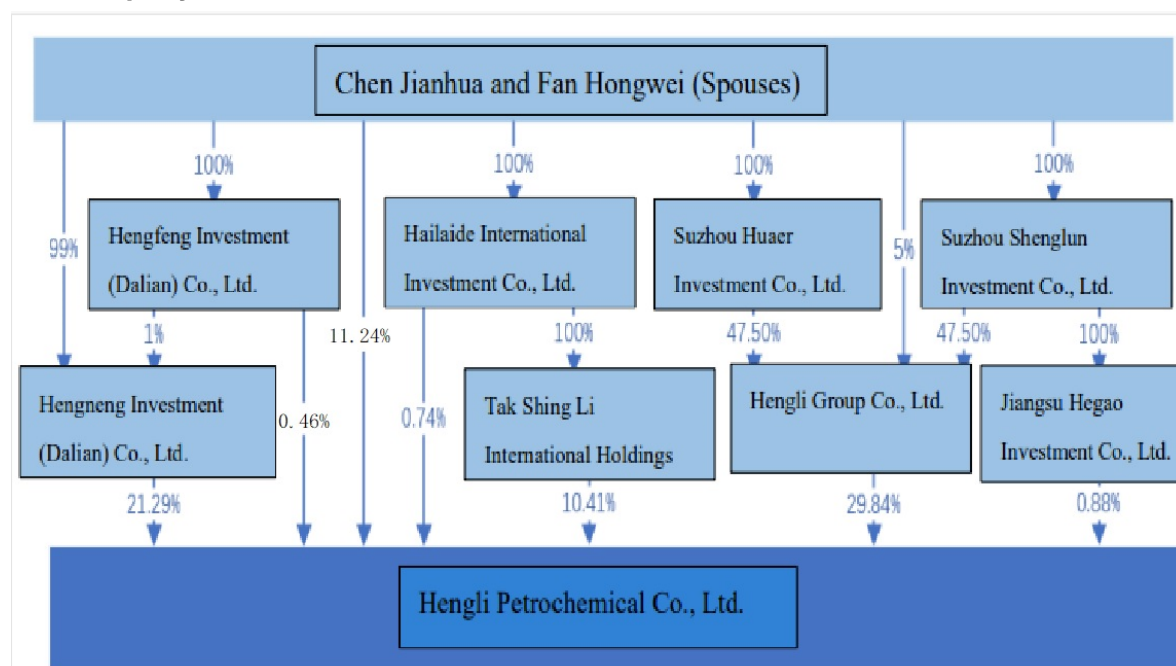 Chen Jianhua and Fan Hongwei (Spouses)
100%
100%
100%
100%
99%
5%
Hengfeng Investment
(Dalian) Co., Ltd.
Hailaide International
Investment Co., Ltd.
Suzhou Huaer
Investment Co., Ltd.
Suzhou Shenglun
Investment Co., Ltd.
1%
11.24%
100%
47.50%
47.50%
100%
Hengneng Investment
(Dalian) Co., Ltd.
0.46%
0.74%
Tak Shing Li
International Holdings
Hengli Group Co., Ltd.
Jiangsu Hegao
Investment Co., Ltd.
21.29%
10.41%
29.84%
0.88%
Hengli Petrochemical Co., Ltd.